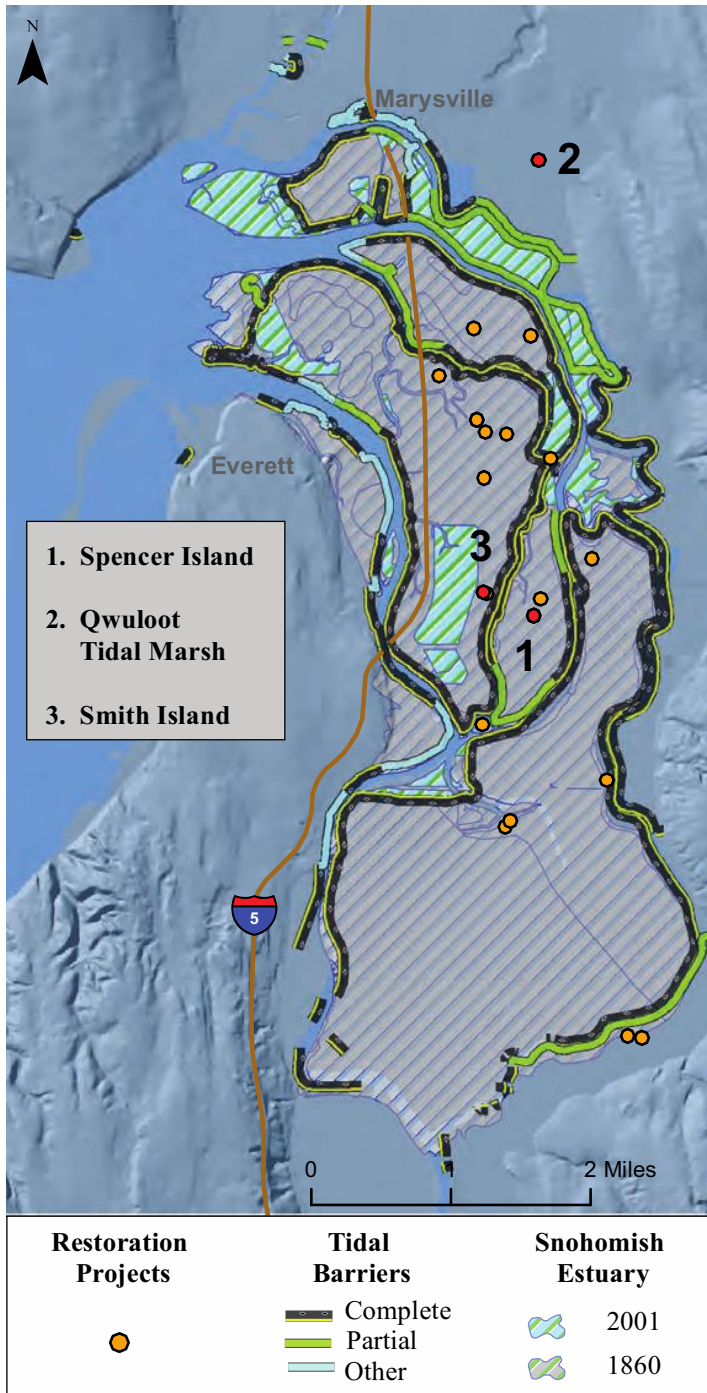 N
Marysville
2
Everett
1. Spencer Island
2. Qwuloot
Tidal Marsh
3. Smith Island
3
1
5
0 1 2 Miles
Restoration
Projects
Tidal
Barriers
Complete
Partial
Other
Snohomish
Estuary
2001
1860